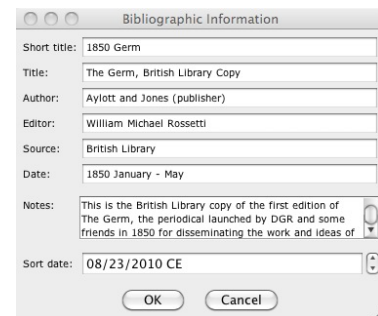 Bibliographic Information
Short title: 1850 Germ
Title: The Germ, British Library Copy
Author: Aylott and Jones (publisher)
Editor: William Michael Rossetti
Source: British Library
Date: 1850 January - May
Notes: This is the British Library copy of the first edition of
The Germ, the periodical launched by DGR and some
friends in 1850 for disseminating the work and ideas of
Sort date: 08/23/2010 CE
OK Cancel